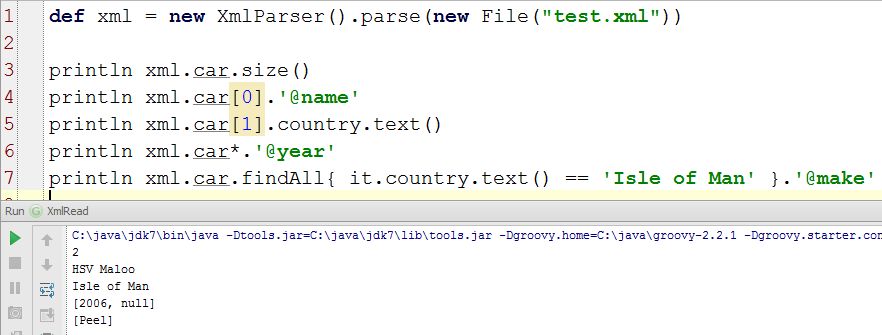 1 def xml = new XmlParser().parse(new File("test.xml"))
2
3 println xml.car.size()
4 println xml.car[0].'@name'
5 println xml.car[1].country.text()
6 println xml.car*.'@year'
7 println xml.car.findAll{ it.country.text() == 'Isle of Man' }.'@make'
Run G XmlRead
C:\java\jdk7\bin\java -Dtools.jar=C:\java\jdk7\lib\tools.jar -Dgroovy.home=C:\java\groovy-2.2.1 -Dgroovy.starter.con
2
HSV Maloo
Isle of Man
[2006, null]
[Peel]